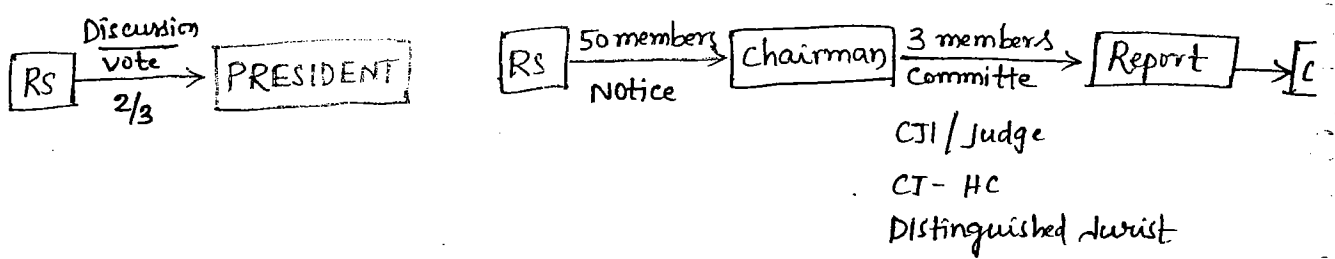 Discussion
RS vote PRESIDENT
2/3
RS 50 members Chairman 3 members Report C
Notice Committe
CJI / Judge
CJ - HC
Distinguished Jurist